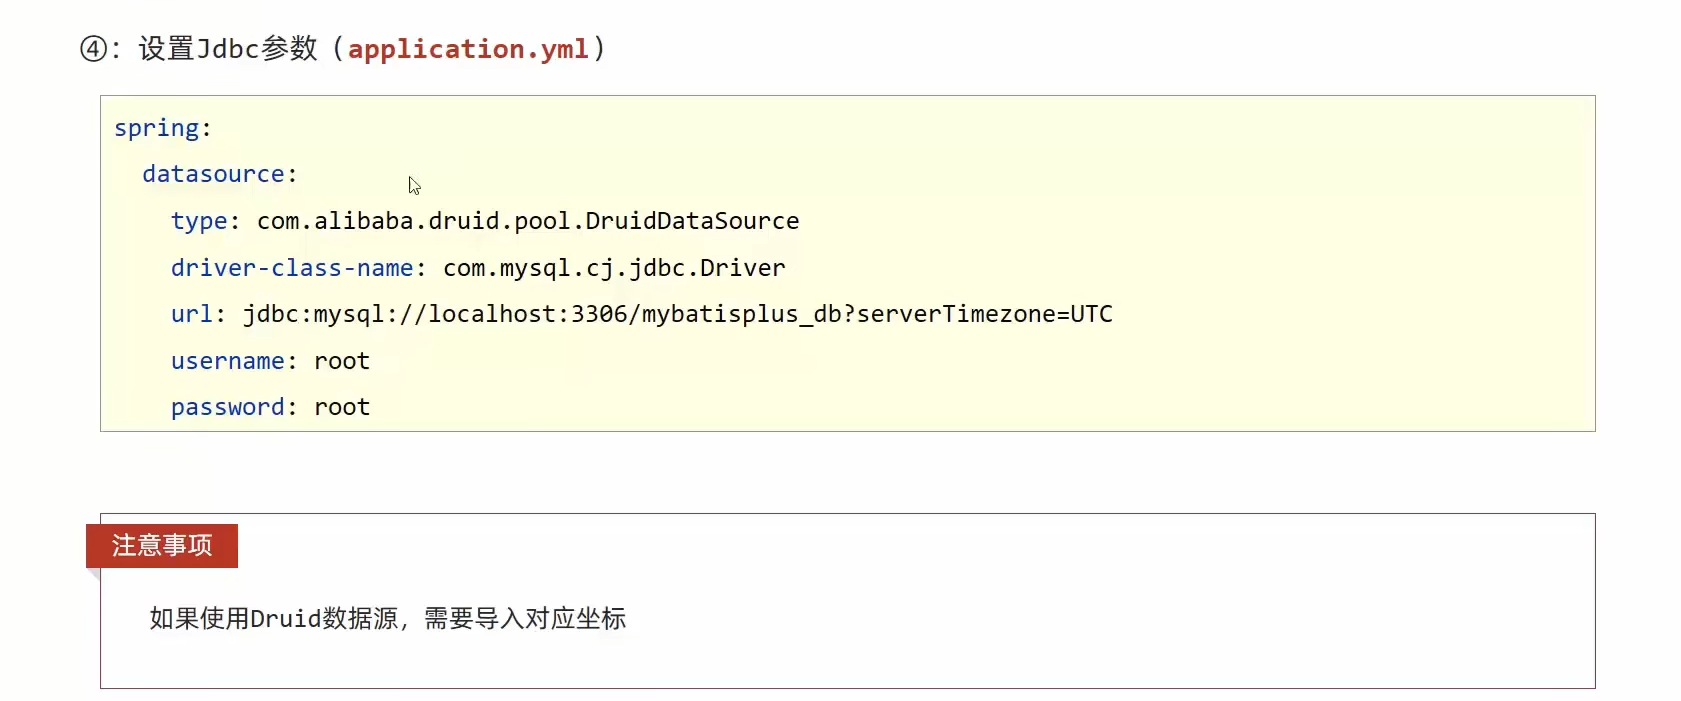 ④：设置Jdbc参数（application.yml）
spring:
  datasource:
    type: com.alibaba.druid.pool.DruidDataSource
    driver-class-name: com.mysql.cj.jdbc.Driver
    url: jdbc:mysql://localhost:3306/mybatisplus_db?serverTimezone=UTC
    username: root
    password: root
注意事项
如果使用Druid数据源，需要导入对应坐标